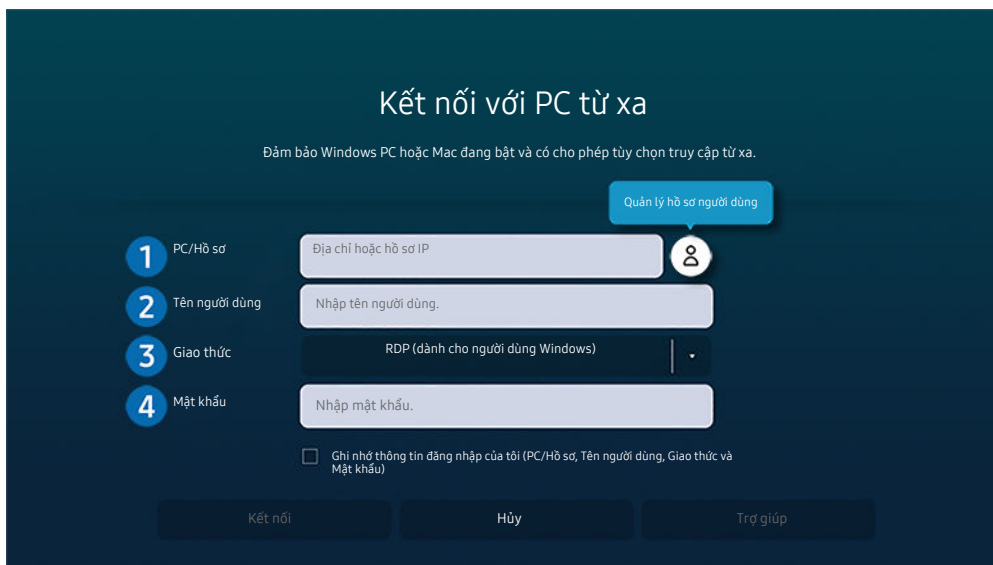 Kết nối với PC từ xa
Đảm bảo Windows PC hoặc Mac đang bật và có cho phép tùy chọn truy cập từ xa.
Quản lý hồ sơ người dùng
1 PC/Hồ sơ Địa chỉ hoặc hồ sơ IP
2 Tên người dùng Nhập tên người dùng.
3 Giao thức RDP (dành cho người dùng Windows)
4 Mật khẩu Nhập mật khẩu.
Ghi nhớ thông tin đăng nhập của tôi (PC/Hồ sơ, Tên người dùng, Giao thức và
Mật khẩu)
Kết nối Hủy Trợ giúp